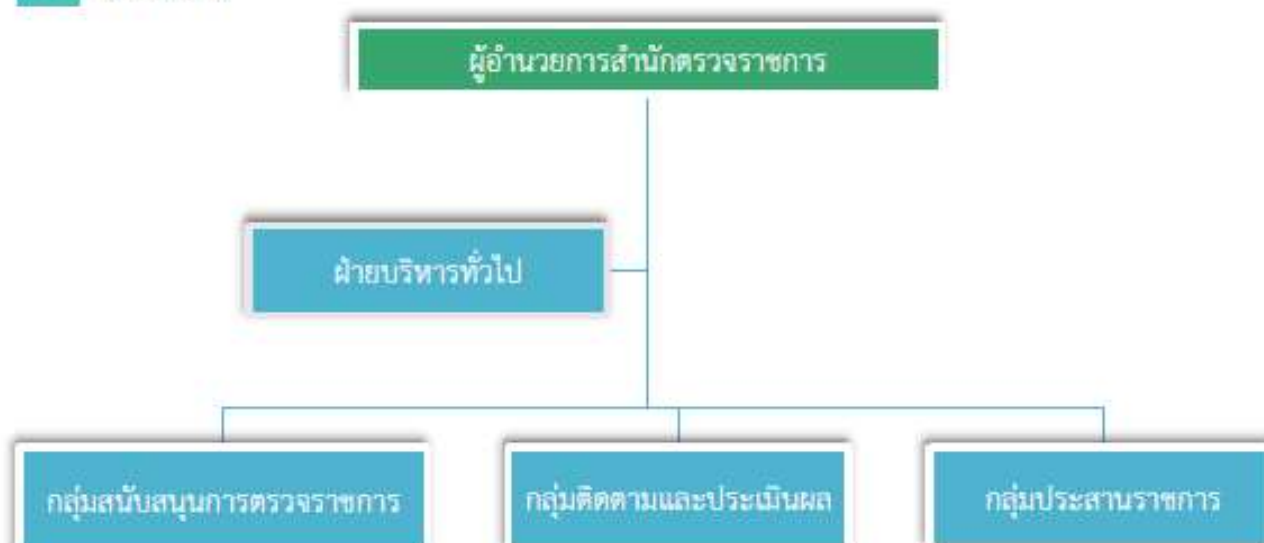 ผู้อำนวยการสำนักตรวจราชการ
ฝ่ายบริหารทั่วไป
กลุ่มสนับสนุนการตรวจราชการ
กลุ่มติดตามและประเมินผล
กลุ่มประสานราชการ